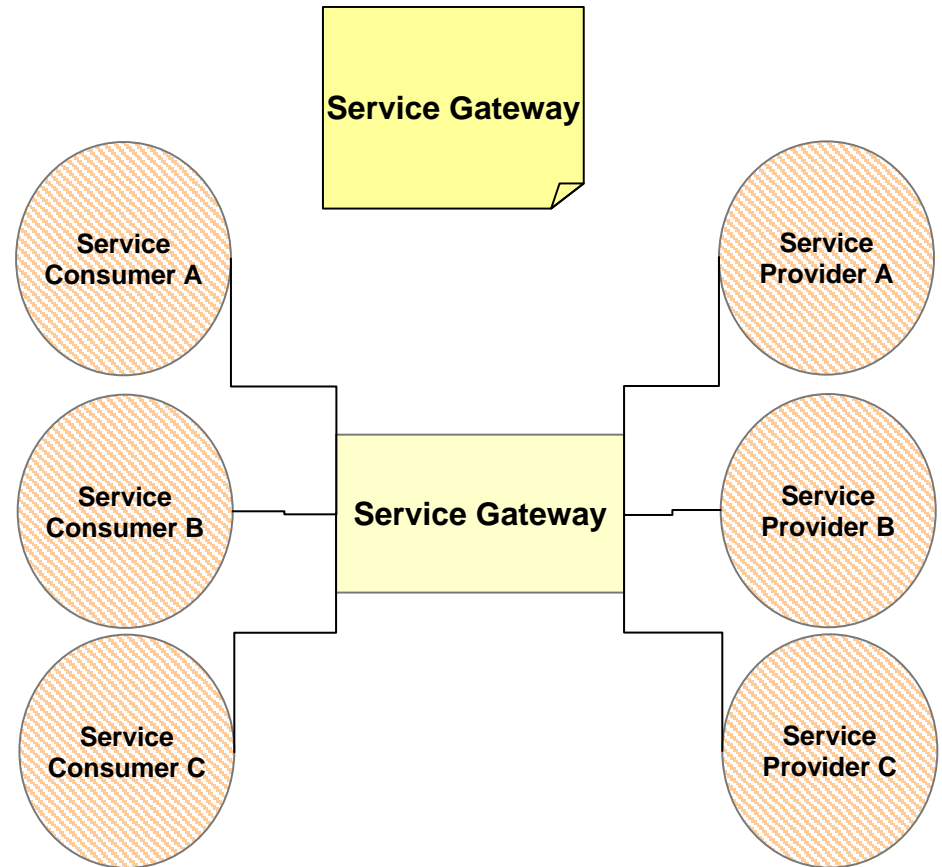 Service Gateway
Service
Consumer A
Service
Provider A
Service
Consumer B
Service Gateway
Service
Provider B
Service
Consumer C
Service
Provider C